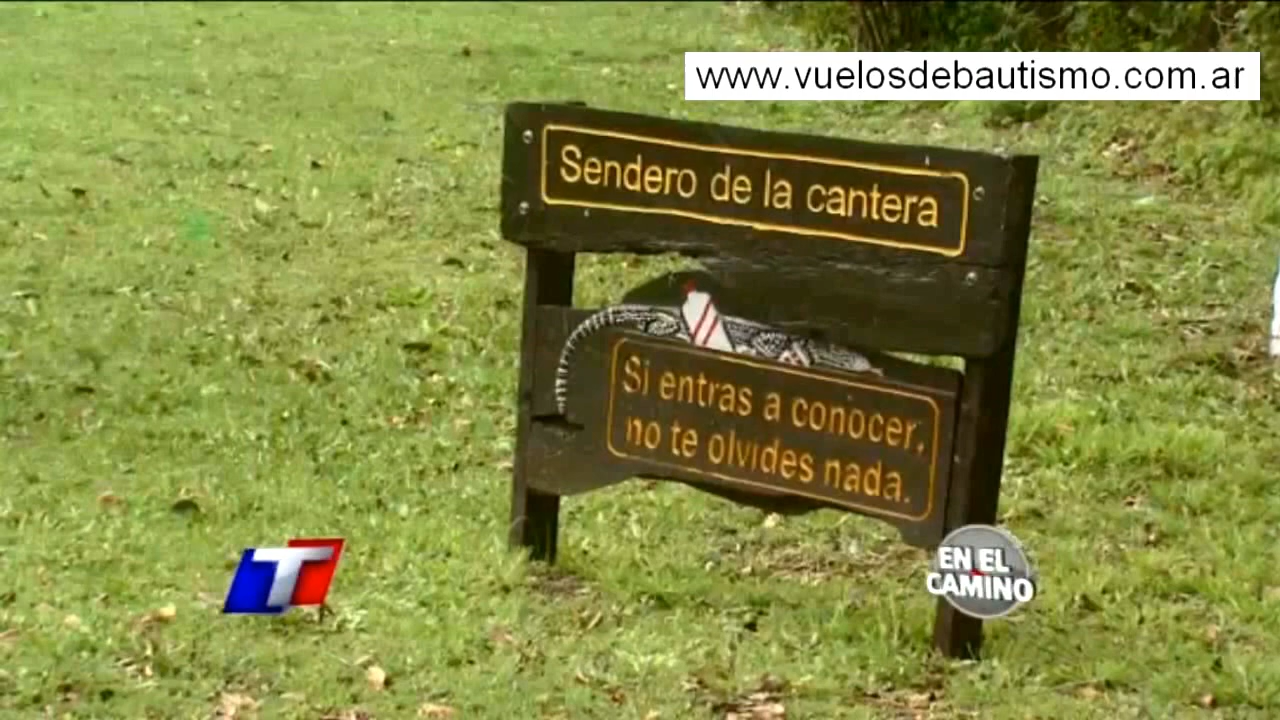 www.vuelosdebautismo.com.ar
Sendero de la cantera
Si entras a conocer,
no te olvides nada.
T
EN EL
CAMINO